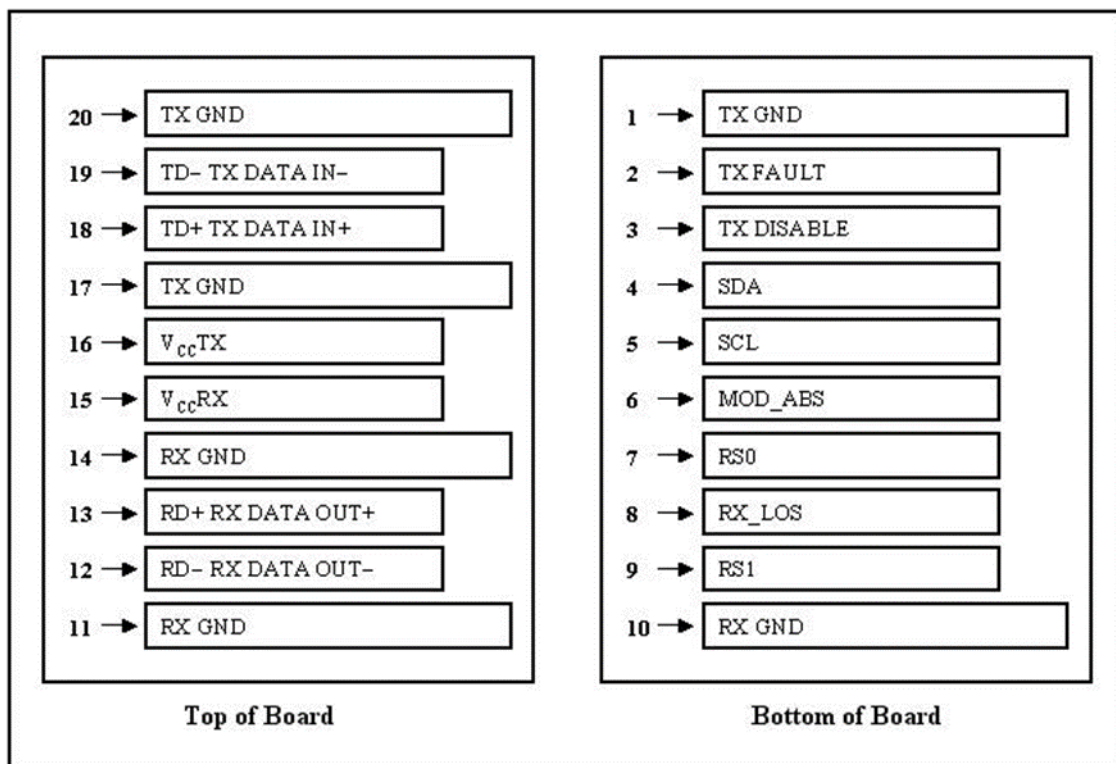 20 TX GND
19 TD− TX DATA IN−
18 TD+ TX DATA IN+
17 TX GND
16 VCCTX
15 VCCRX
14 RX GND
13 RD+ RX DATA OUT+
12 RD− RX DATA OUT−
11 RX GND
Top of Board
1 TX GND
2 TX FAULT
3 TX DISABLE
4 SDA
5 SCL
6 MOD_ABS
7 RS0
8 RX_LOS
9 RS1
10 RX GND
Bottom of Board